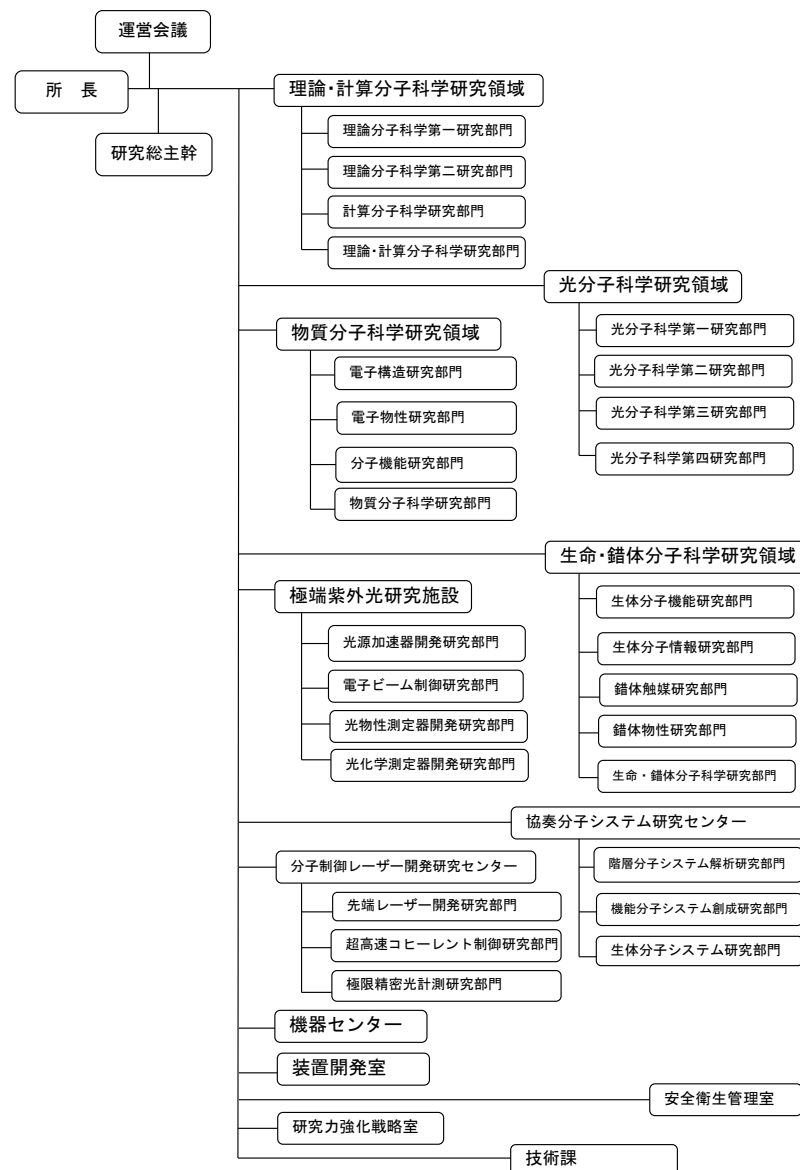 運営会議
所　長
研究総主幹
理論・計算分子科学研究領域
理論分子科学第一研究部門
理論分子科学第二研究部門
計算分子科学研究部門
理論・計算分子科学研究部門
光分子科学研究領域
光分子科学第一研究部門
光分子科学第二研究部門
光分子科学第三研究部門
光分子科学第四研究部門
物質分子科学研究領域
電子構造研究部門
電子物性研究部門
分子機能研究部門
物質分子科学研究部門
生命・錯体分子科学研究領域
生体分子機能研究部門
生体分子情報研究部門
錯体触媒研究部門
錯体物性研究部門
生命・錯体分子科学研究部門
極端紫外光研究施設
光源加速器開発研究部門
電子ビーム制御研究部門
光物性測定器開発研究部門
光化学測定器開発研究部門
協奏分子システム研究センター
階層分子システム解析研究部門
機能分子システム創成研究部門
生体分子システム研究部門
分子制御レーザー開発研究センター
先端レーザー開発研究部門
超高速コヒーレント制御研究部門
極限精密光計測研究部門
機器センター
装置開発室
安全衛生管理室
研究力強化戦略室
技術課